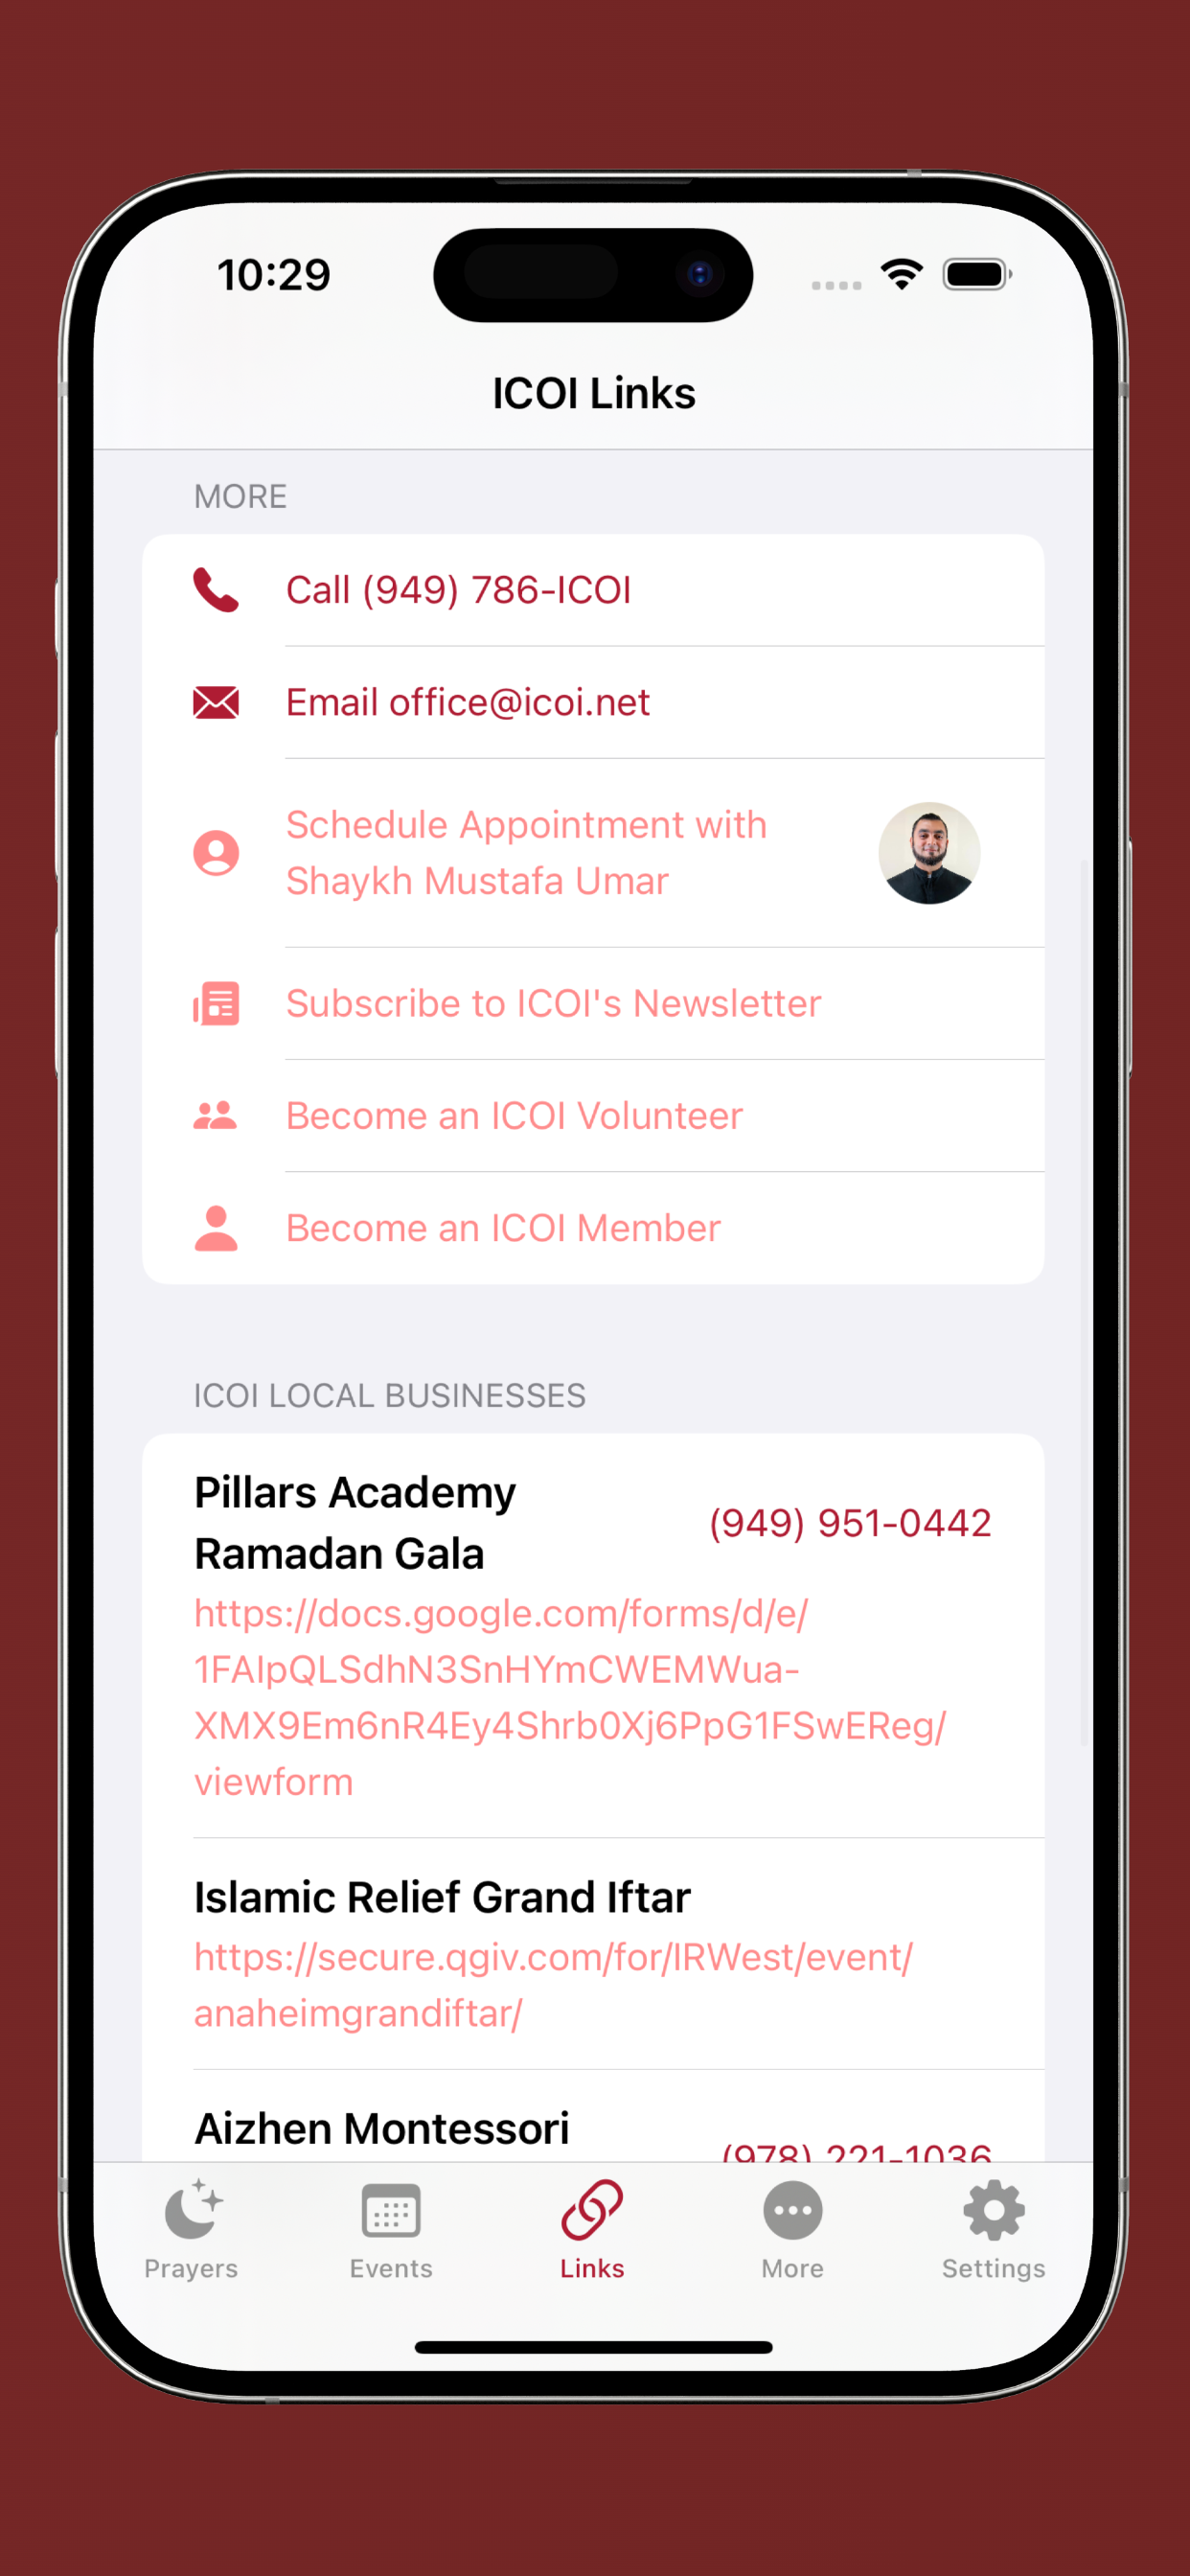 10:29
ICOI Links
MORE
Call (949) 786-ICOI
Email office@icoi.net
Schedule Appointment with
Shaykh Mustafa Umar
Subscribe to ICOI's Newsletter
Become an ICOI Volunteer
Become an ICOI Member
ICOI LOCAL BUSINESSES
Pillars Academy
Ramadan Gala
(949) 951-0442
https://docs.google.com/forms/d/e/
1FAIpQLSdhN3SnHYmCWEMWua-
XMX9Em6nR4Ey4Shrb0Xj6PpG1FSwEReg/
viewform
Islamic Relief Grand Iftar
https://secure.qgiv.com/for/IRWest/event/
anaheimgrandiftar/
Aizhen Montessori
(978) 221-1036
Prayers
Events
Links
More
Settings